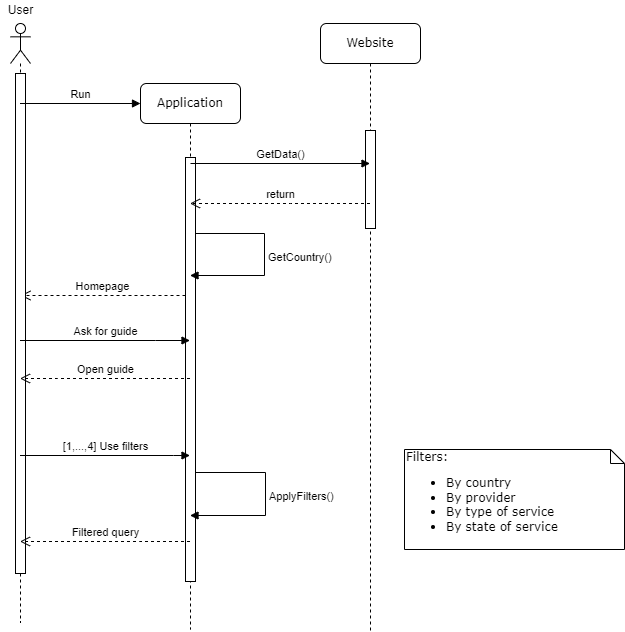 User
Website
Run
Application
GetData()
return
GetCountry()
Homepage
Ask for guide
Open guide
[1,...,4] Use filters
Filters:
• By country
• By provider
• By type of service
• By state of service
ApplyFilters()
Filtered query